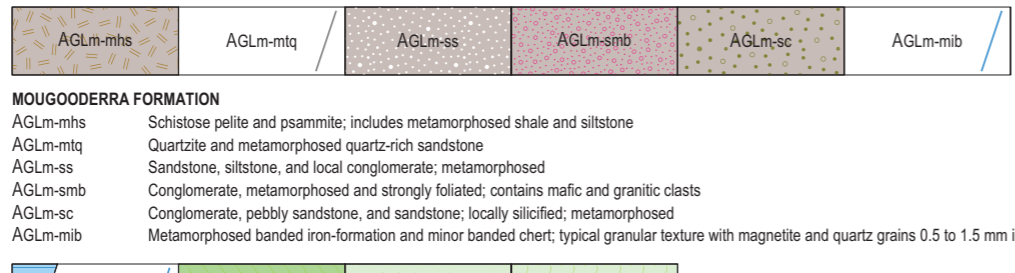 AGLm-mhs AGLm-mtq AGLm-ss AGLm-smb AGLm-sc AGLm-mib
MOUGOODERRA FORMATION
AGLm-mhs Schistose pelite and psammite; includes metamorphosed shale and siltstone
AGLm-mtq Quartzite and metamorphosed quartz-rich sandstone
AGLm-ss Sandstone, siltstone, and local conglomerate; metamorphosed
AGLm-smb Conglomerate, metamorphosed and strongly foliated; contains mafic and granitic clasts
AGLm-sc Conglomerate, pebbly sandstone, and sandstone; locally silicified; metamorphosed
AGLm-mib Metamorphosed banded iron-formation and minor banded chert; typical granular texture with magnetite and quartz grains 0.5 to 1.5 mm i